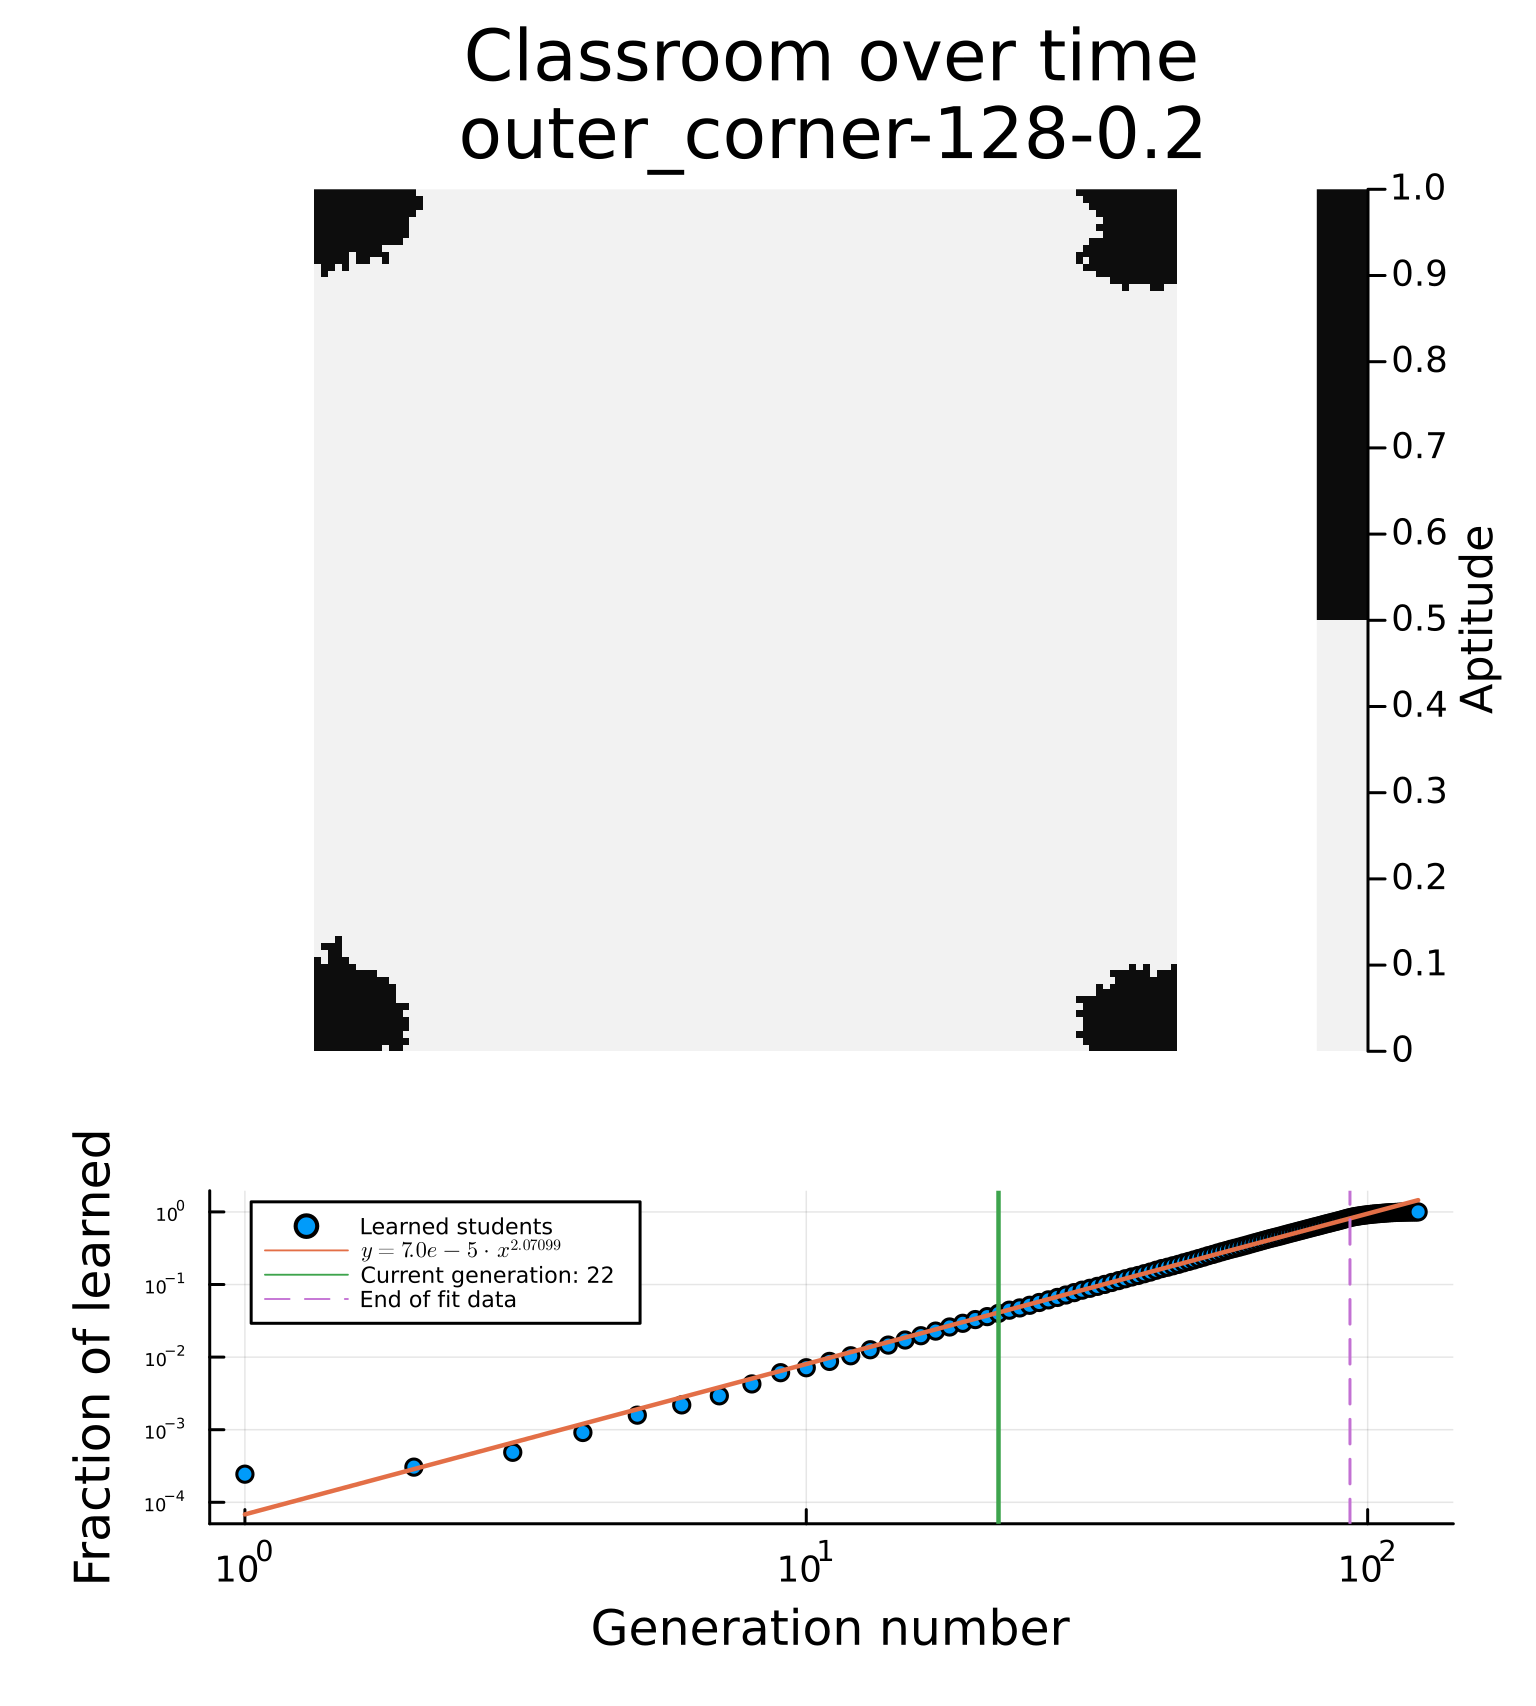 Classroom over time
outer_corner-128-0.2
1.0
0.9
0.8
0.7
0.6
0.5
0.4
0.3
0.2
0.1
0
Aptitude
Fraction of learned
10^0
10^-1
10^-2
10^-3
10^-4
Learned students
y = 7.0e − 5 · x^2.07099
Current generation: 22
End of fit data
10^0
10^1
10^2
Generation number